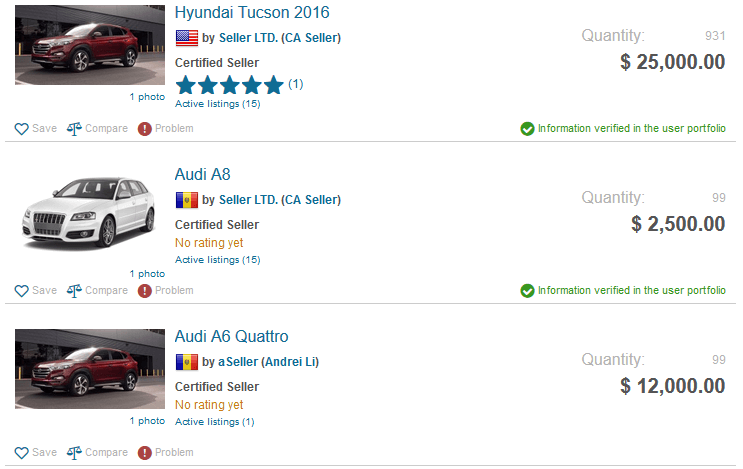 Hyundai Tucson 2016
by Seller LTD. (CA Seller)
Quantity: 931
Certified Seller
$ 25,000.00
(1)
1 photo
Active listings (15)
Save Compare Problem
Information verified in the user portfolio
Audi A8
by Seller LTD. (CA Seller)
Quantity: 99
Certified Seller
$ 2,500.00
No rating yet
Active listings (15)
1 photo
Save Compare Problem
Information verified in the user portfolio
Audi A6 Quattro
by aSeller (Andrei Li)
Quantity: 99
Certified Seller
$ 12,000.00
No rating yet
1 photo
Active listings (1)
Save Compare Problem